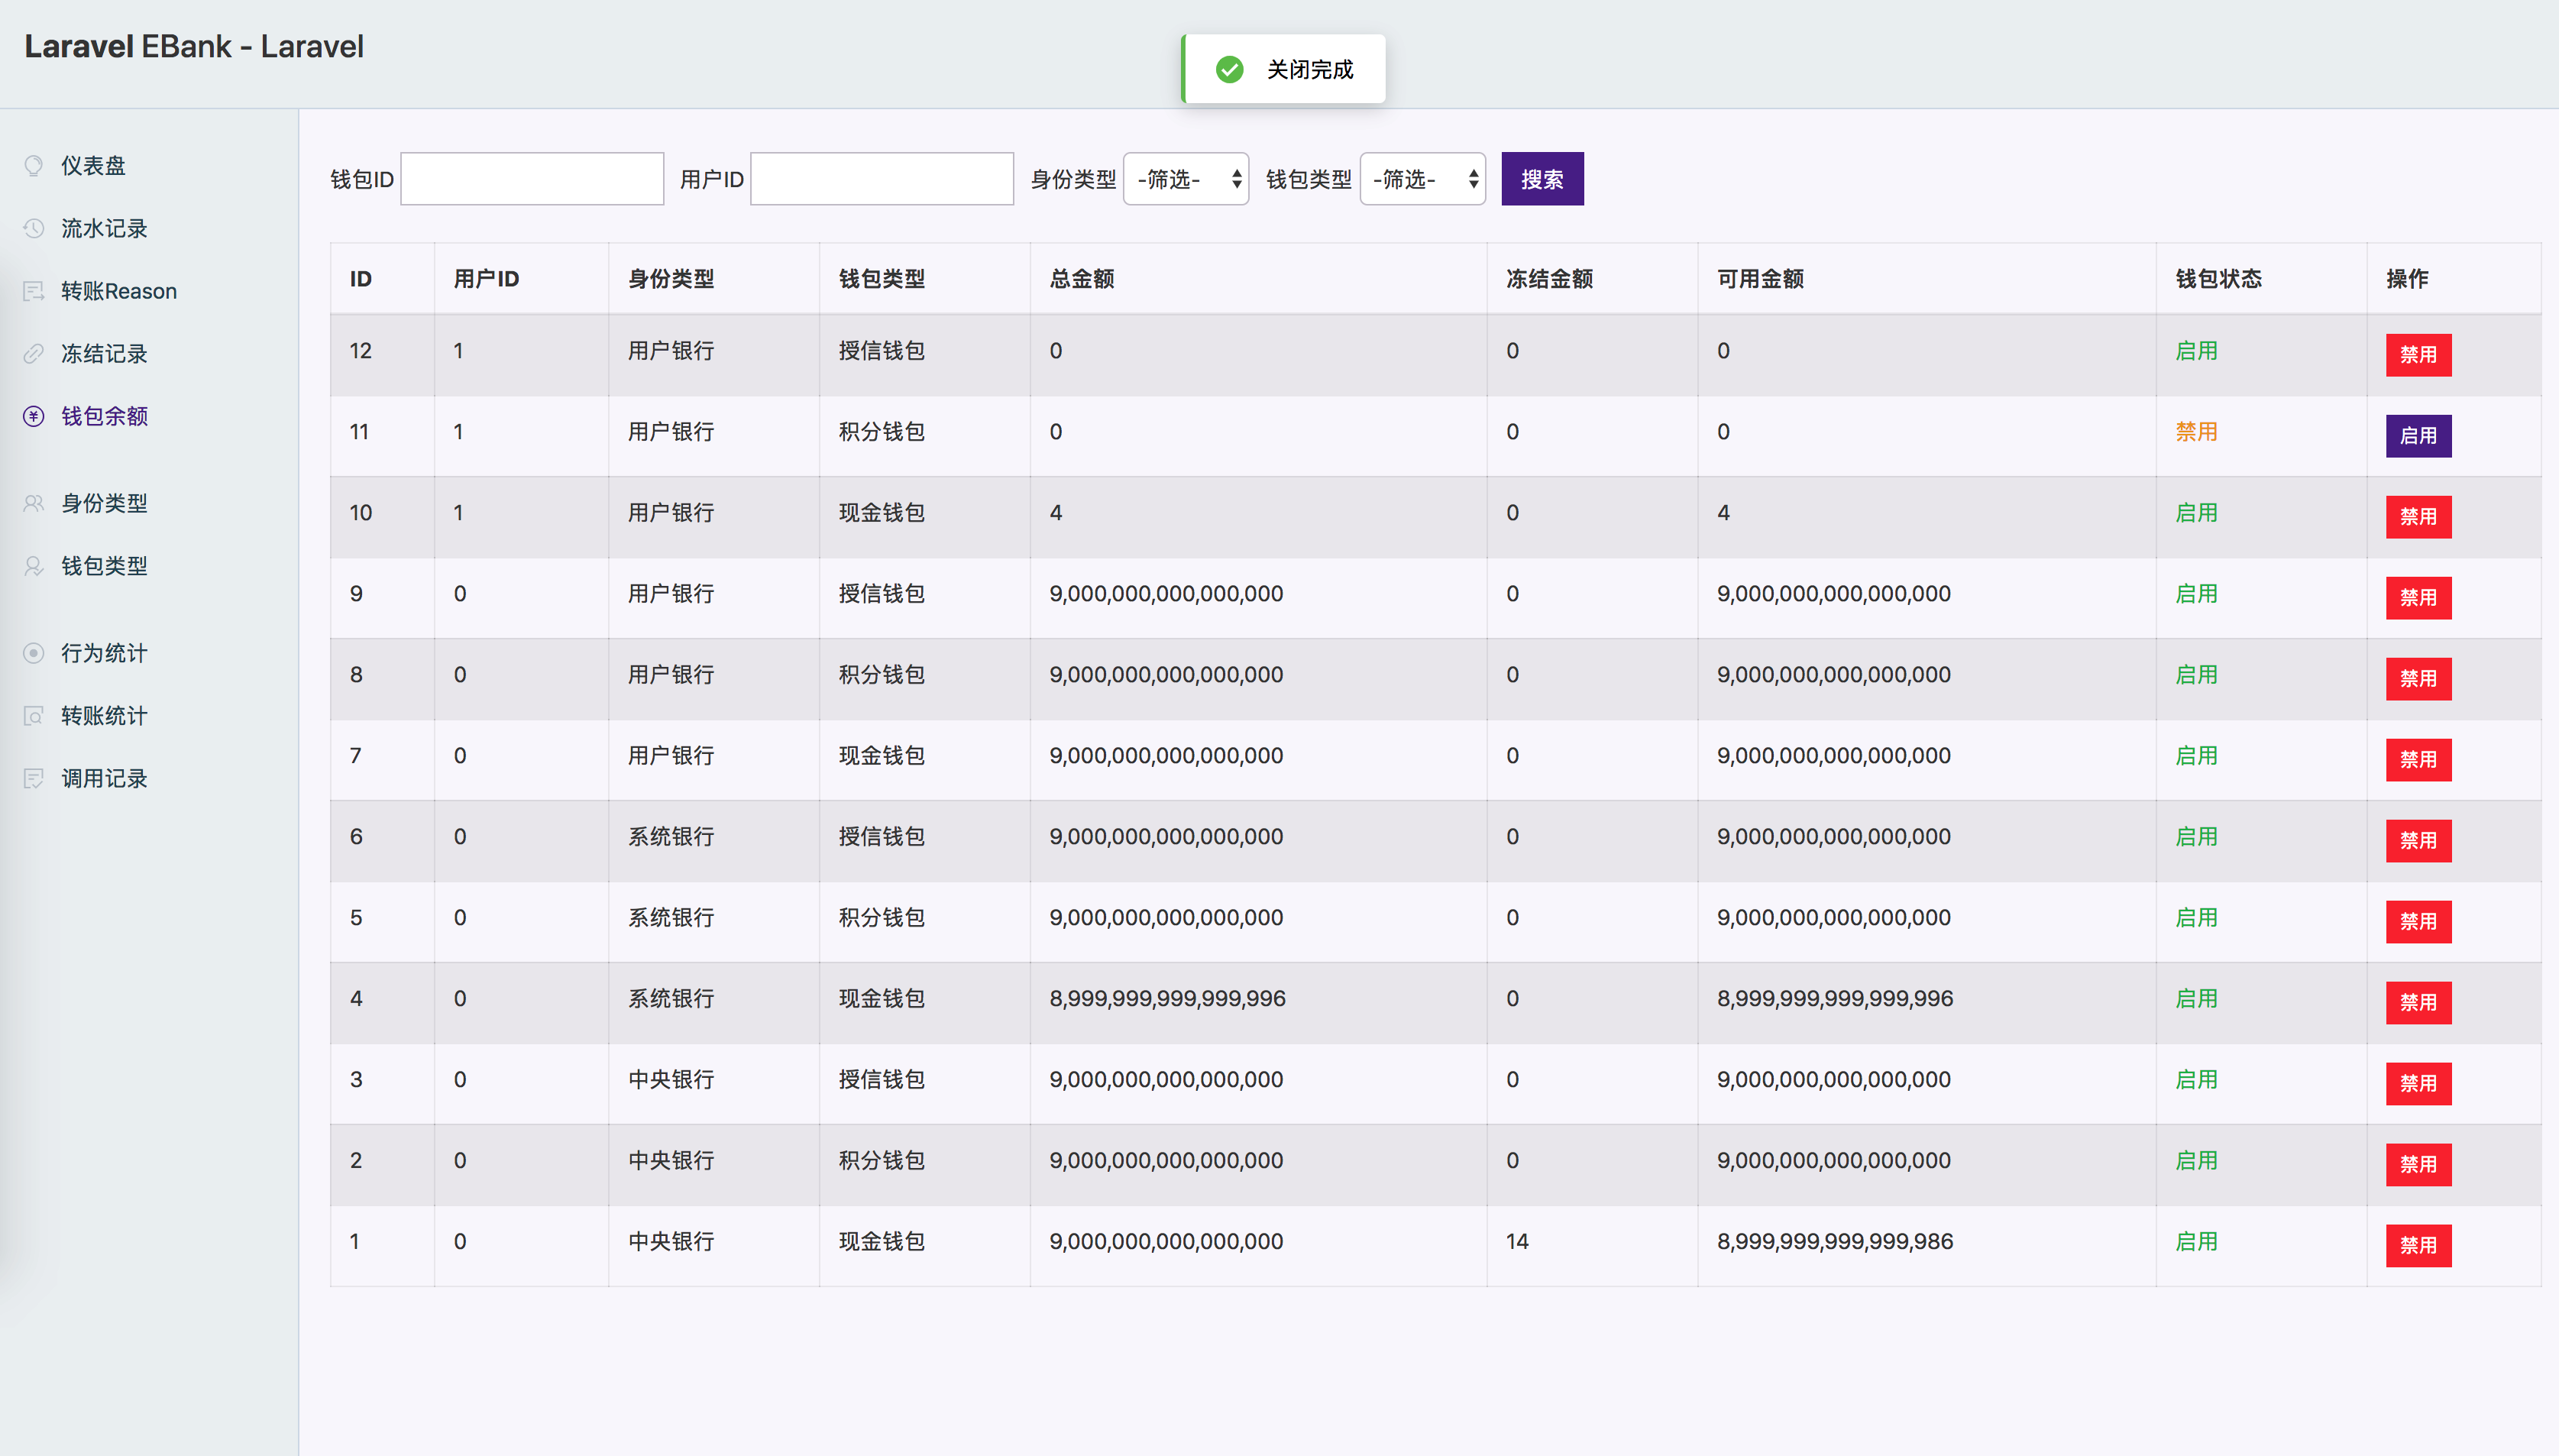 Laravel EBank - Laravel
关闭完成
仪表盘
流水记录
转账Reason
冻结记录
钱包余额
身份类型
钱包类型
行为统计
转账统计
调用记录
钱包ID 用户ID 身份类型 -筛选- 钱包类型 -筛选- 搜索
ID 用户ID 身份类型 钱包类型 总金额 冻结金额 可用金额 钱包状态 操作
12 1 用户银行 授信钱包 0 0 0 启用 禁用
11 1 用户银行 积分钱包 0 0 0 禁用 启用
10 1 用户银行 现金钱包 4 0 4 启用 禁用
9 0 用户银行 授信钱包 9,000,000,000,000,000 0 9,000,000,000,000,000 启用 禁用
8 0 用户银行 积分钱包 9,000,000,000,000,000 0 9,000,000,000,000,000 启用 禁用
7 0 用户银行 现金钱包 9,000,000,000,000,000 0 9,000,000,000,000,000 启用 禁用
6 0 系统银行 授信钱包 9,000,000,000,000,000 0 9,000,000,000,000,000 启用 禁用
5 0 系统银行 积分钱包 9,000,000,000,000,000 0 9,000,000,000,000,000 启用 禁用
4 0 系统银行 现金钱包 8,999,999,999,999,996 0 8,999,999,999,999,996 启用 禁用
3 0 中央银行 授信钱包 9,000,000,000,000,000 0 9,000,000,000,000,000 启用 禁用
2 0 中央银行 积分钱包 9,000,000,000,000,000 0 9,000,000,000,000,000 启用 禁用
1 0 中央银行 现金钱包 9,000,000,000,000,000 14 8,999,999,999,999,986 启用 禁用